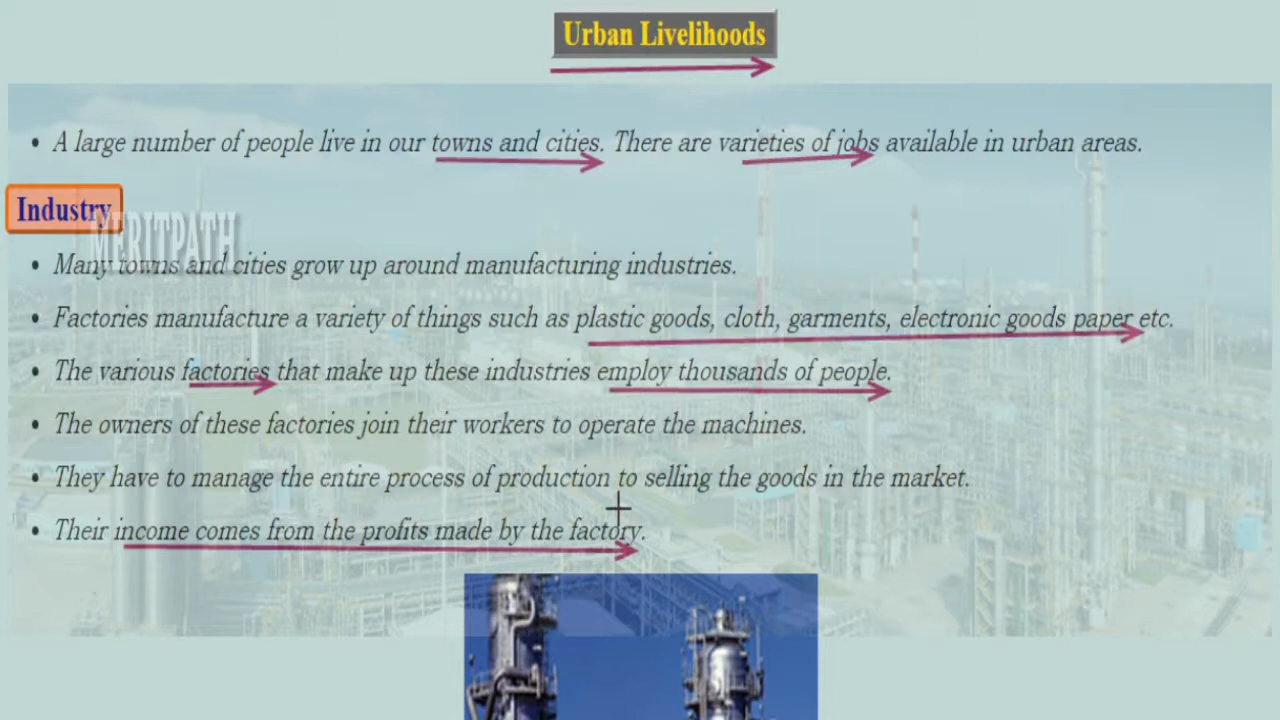 Urban Livelihoods
• A large number of people live in our towns and cities. There are varieties of jobs available in urban areas.
Industry
MERITPATH
• Many towns and cities grow up around manufacturing industries.
• Factories manufacture a variety of things such as plastic goods, cloth, garments, electronic goods paper etc.
• The various factories that make up these industries employ thousands of people.
• The owners of these factories join their workers to operate the machines.
• They have to manage the entire process of production to selling the goods in the market.
• Their income comes from the profits made by the factory.